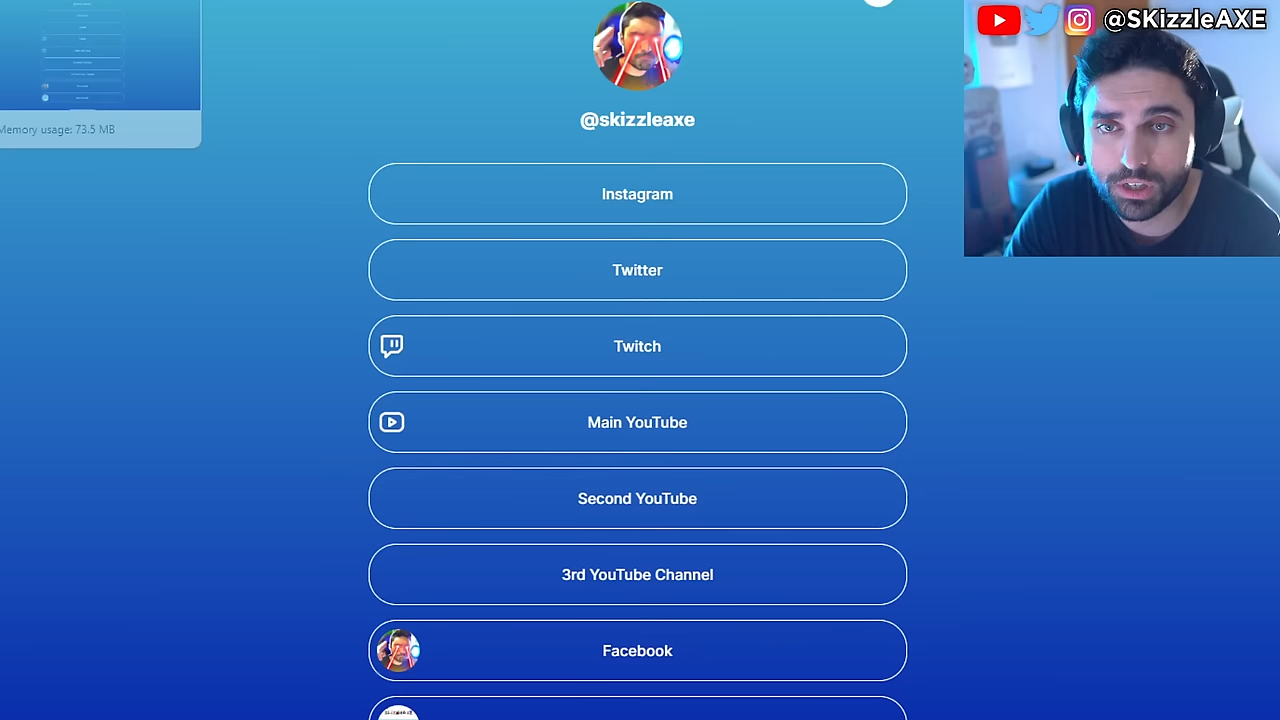 @SKizzleAXE
Memory usage: 73.5 MB
@skizzleaxe
Instagram
Twitter
Twitch
Main YouTube
Second YouTube
3rd YouTube Channel
Facebook